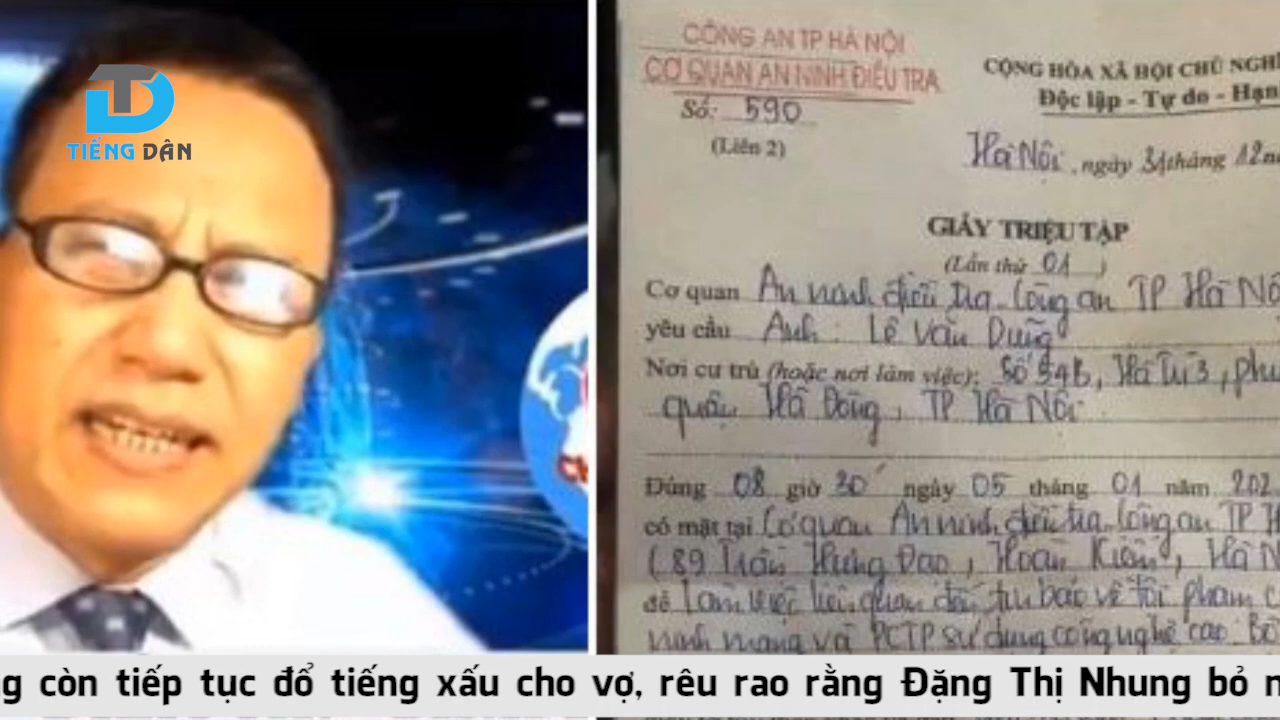 TD
TIẾNG DÂN
CÔNG AN TP HÀ NỘI
CƠ QUAN AN NINH ĐIỀU TRA
Số: 590
(Liên 2)
CỘNG HÒA XÃ HỘI CHỦ NGHĨ
Độc lập - Tự do - Hạn
Hà Nội, ngày 31 tháng 12 nă
GIẤY TRIỆU TẬP
(Lần thứ 01)
Cơ quan An ninh điều tra - Công an TP Hà Nộ
yêu cầu Anh: Lê Văn Dũng
Nơi cư trú (hoặc nơi làm việc): Số 34B, Hà Trì 3, phư
quận Hà Đông, TP Hà Nội.
Đúng 08 giờ 30' ngày 05 tháng 01 năm 202
có mặt tại Cơ quan An ninh điều tra - Công an TP H
(89 Trần Hưng Đạo, Hoàn Kiếm, Hà N
để làm việc liên quan đến tin báo về tội phạm c
ninh mạng và PCTP sử dụng công nghệ cao - Bộ
ng còn tiếp tục đổ tiếng xấu cho vợ, rêu rao rằng Đặng Thị Nhung bỏ n